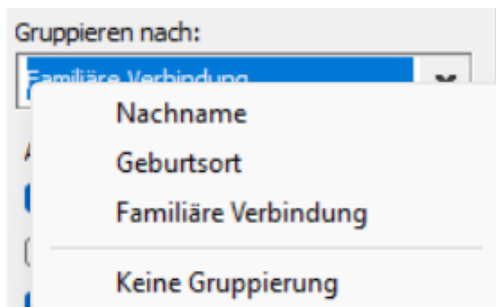 Gruppieren nach:
Familiäre Verbindung
Nachname
Geburtsort
Familiäre Verbindung
Keine Gruppierung